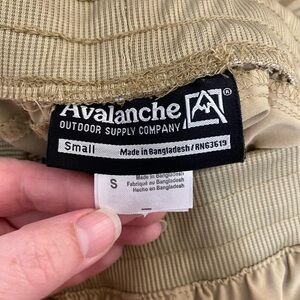 Avalanche
OUTDOOR SUPPLY COMPANY
Small Made in Bangladesh/RN63619
S
Made in Bangladesh
Fabriqué au Bangladesh
Hecho en Bangladesh